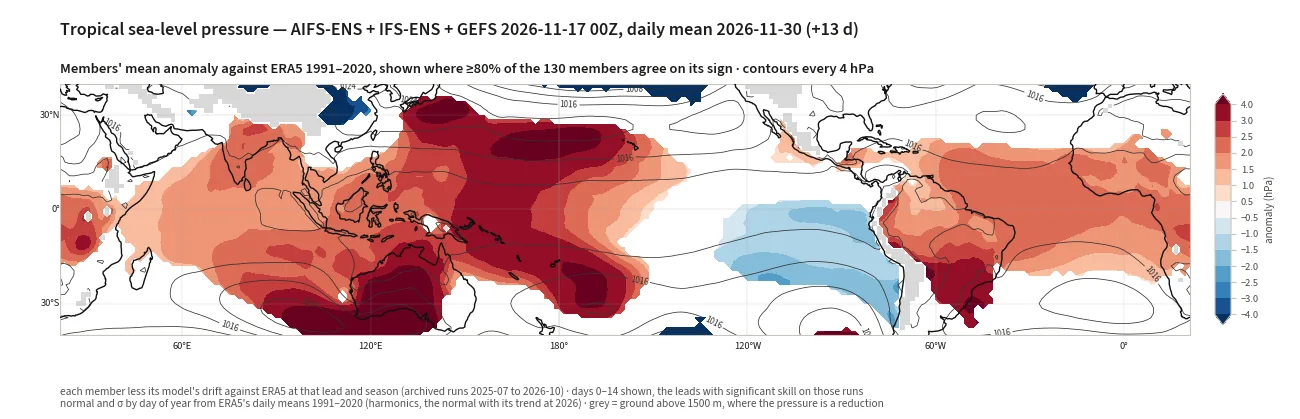 Tropical sea-level pressure — AIFS-ENS + IFS-ENS + GEFS 2026-11-17 00Z, daily mean 2026-11-30 (+13 d)
Members' mean anomaly against ERA5 1991–2020, shown where ≥80% of the 130 members agree on its sign · contours every 4 hPa
1024
1016
1008
1016
1016
1016
1016
1016
1016
1016
1016
1016
30°N
0°
30°S
60°E
120°E
180°
120°W
60°W
0°
4.0
3.0
2.5
2.0
1.5
1.0
0.5
−0.5
−1.0
−1.5
−2.0
−2.5
−3.0
−4.0
anomaly (hPa)
each member less its model's drift against ERA5 at that lead and season (archived runs 2025-07 to 2026-10) · days 0–14 shown, the leads with significant skill on those runs
normal and σ by day of year from ERA5's daily means 1991–2020 (harmonics, the normal with its trend at 2026) · grey = ground above 1500 m, where the pressure is a reduction